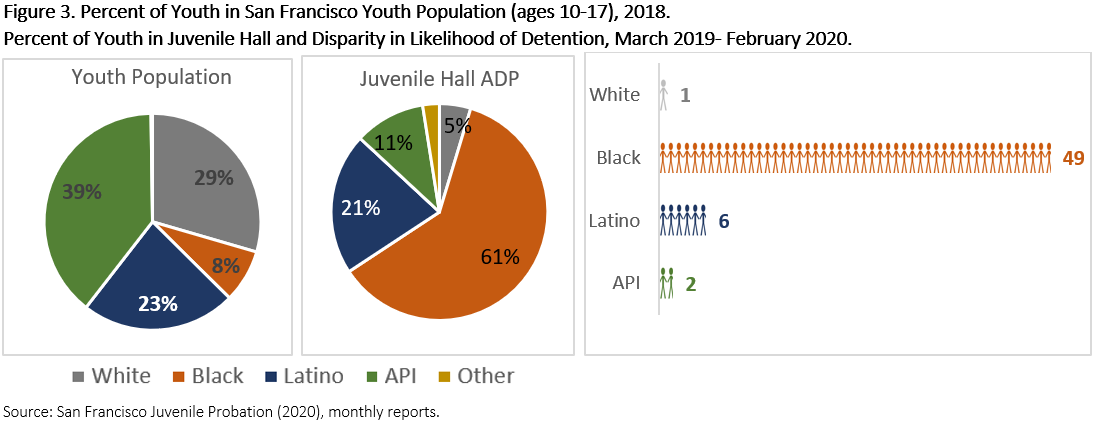 Figure 3. Percent of Youth in San Francisco Youth Population (ages 10-17), 2018.
Percent of Youth in Juvenile Hall and Disparity in Likelihood of Detention, March 2019- February 2020.
Youth Population
29%
8%
23%
39%
Juvenile Hall ADP
5%
61%
21%
11%
White 1
Black 49
Latino 6
API 2
White Black Latino API Other
Source: San Francisco Juvenile Probation (2020), monthly reports.